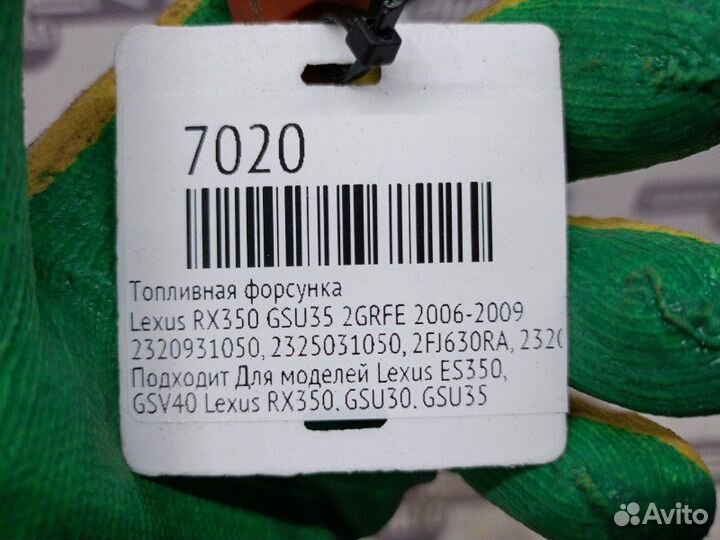 7020
Топливная форсунка
Lexus RX350 GSU35 2GRFE 2006-2009
2320931050, 2325031050, 2FJ630RA, 232
Подходит Для моделей Lexus ES350,
GSV40 Lexus RX350, GSU30, GSU35
Avito